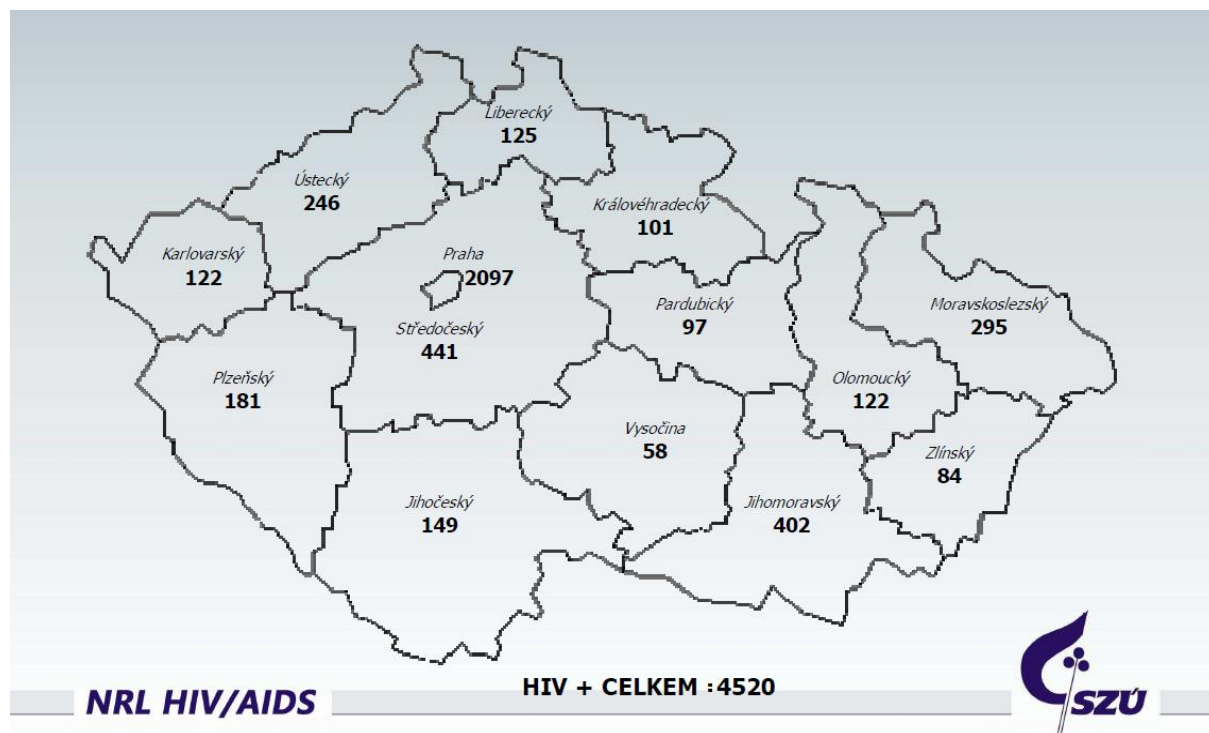 Liberecký
125
Ústecký
246
Královéhradecký
101
Karlovarský
122
Praha
2097
Moravskoslezský
295
Pardubický
97
Středočeský
441
Plzeňský
181
Olomoucký
122
Vysočina
58
Zlínský
84
Jihočeský
149
Jihomoravský
402
HIV + CELKEM :4520
NRL HIV/AIDS
SZÚ